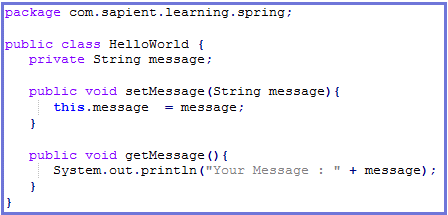 package com.sapient.learning.spring;
public class HelloWorld {
private String message;
public void setMessage(String message){
this.message  = message;
}
public void getMessage(){
System.out.println("Your Message : " + message);
}
}